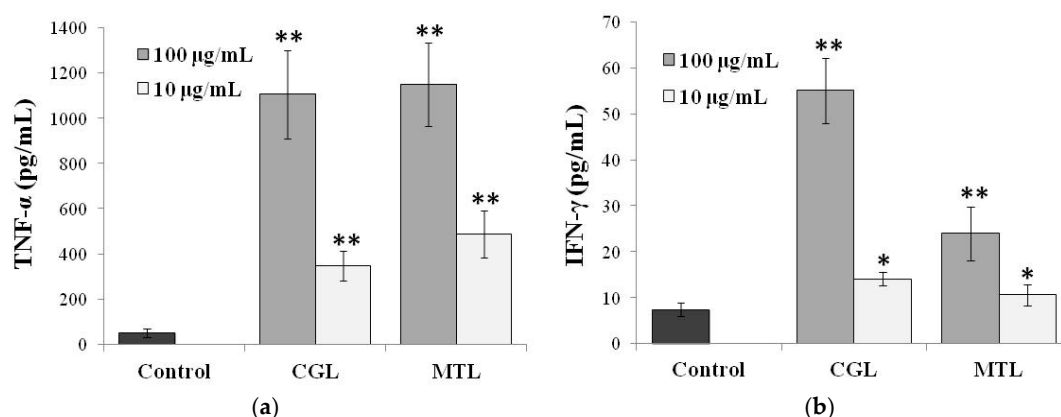 TNF-α (pg/mL)
1400
1200
1000
800
600
400
200
0
100 μg/mL
10 μg/mL
**
**
**
**
Control
CGL
MTL
(a)
IFN-γ (pg/mL)
70
60
50
40
30
20
10
0
100 μg/mL
10 μg/mL
**
*
**
*
Control
CGL
MTL
(b)